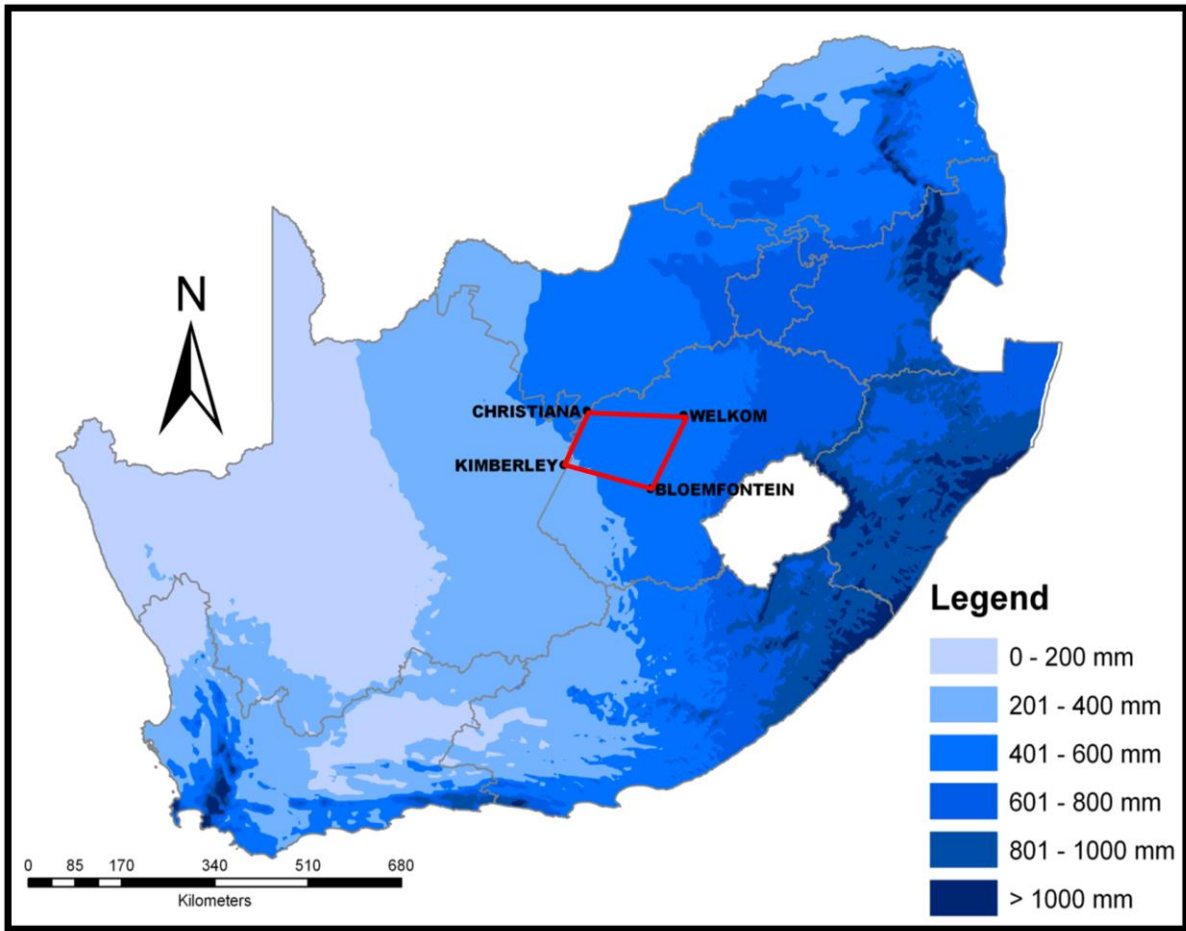 N
CHRISTIANA
WELKOM
KIMBERLEY
BLOEMFONTEIN
Legend
0 - 200 mm
201 - 400 mm
401 - 600 mm
601 - 800 mm
801 - 1000 mm
> 1000 mm
0 85 170 340 510 680
Kilometers